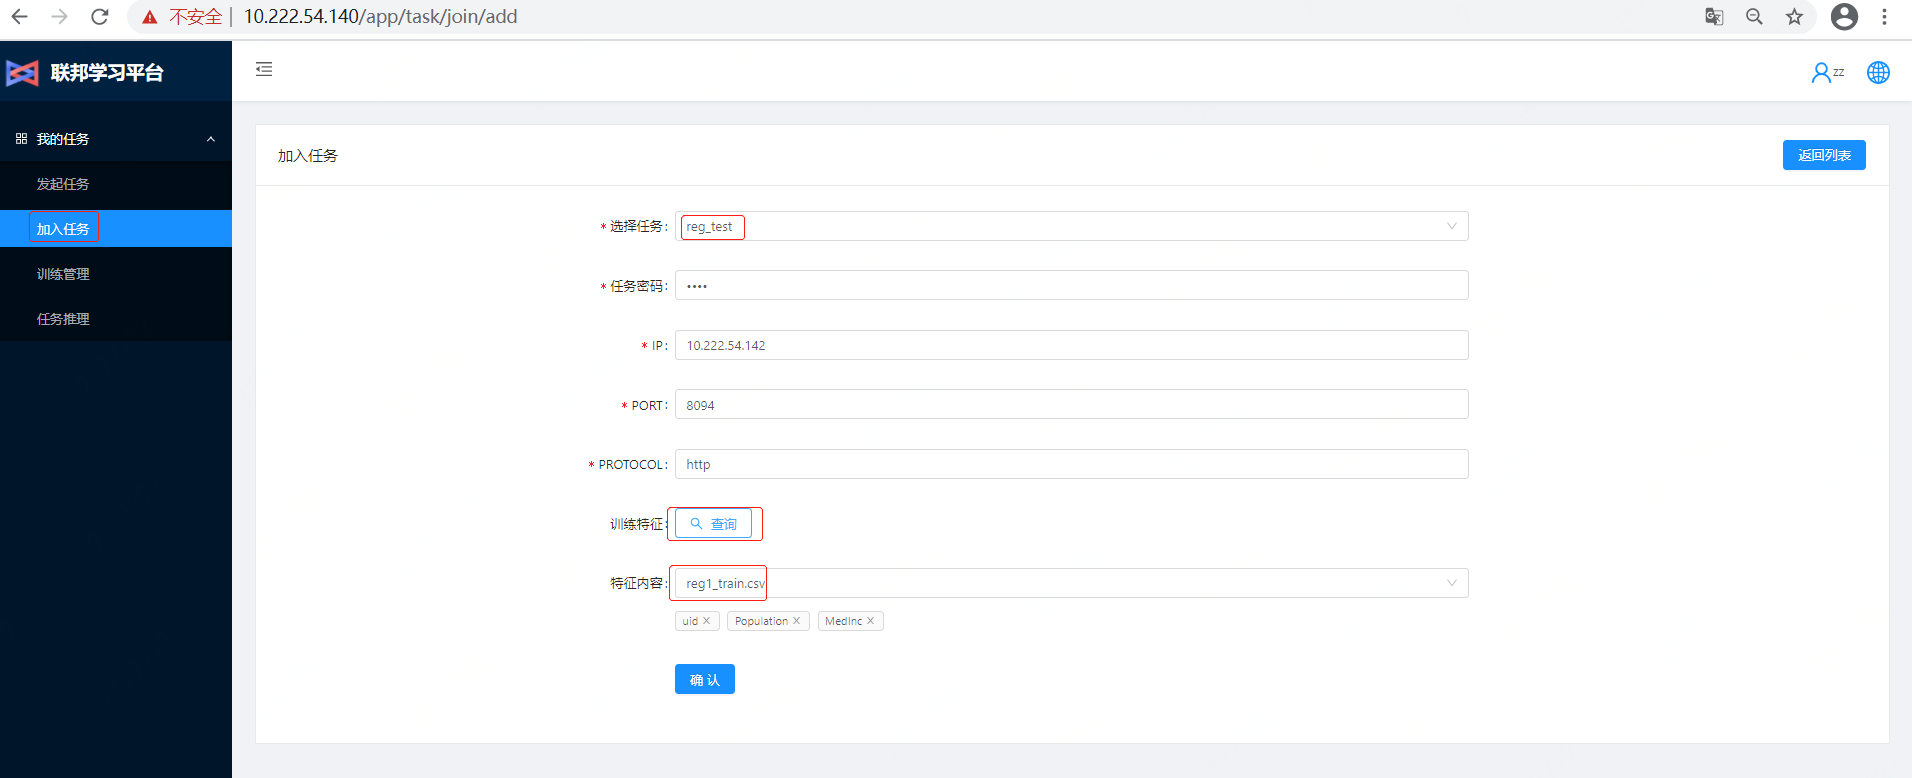 不安全 10.222.54.140/app/task/join/add
联邦学习平台
zz
我的任务
发起任务
加入任务
训练管理
任务推理
加入任务
返回列表
* 选择任务: reg_test
* 任务密码: ••••
* IP: 10.222.54.142
* PORT: 8094
* PROTOCOL: http
训练特征: 查询
特征内容: reg1_train.csv
uid X Population X MedInc X
确 认